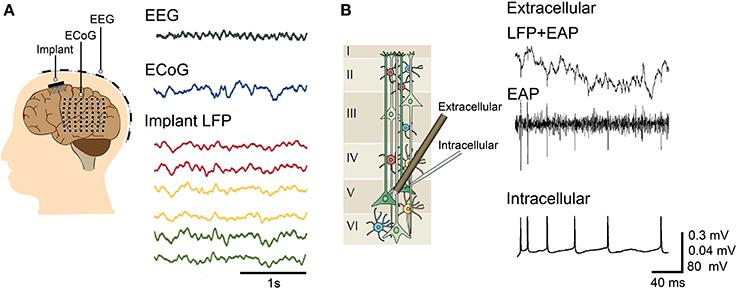 A
EEG
ECoG
Implant
EEG
ECoG
Implant LFP
1s
B
I
II
III
IV
V
VI
Extracellular
Intracellular
Extracellular
LFP+EAP
EAP
Intracellular
0.3 mV
0.04 mV
80 mV
40 ms